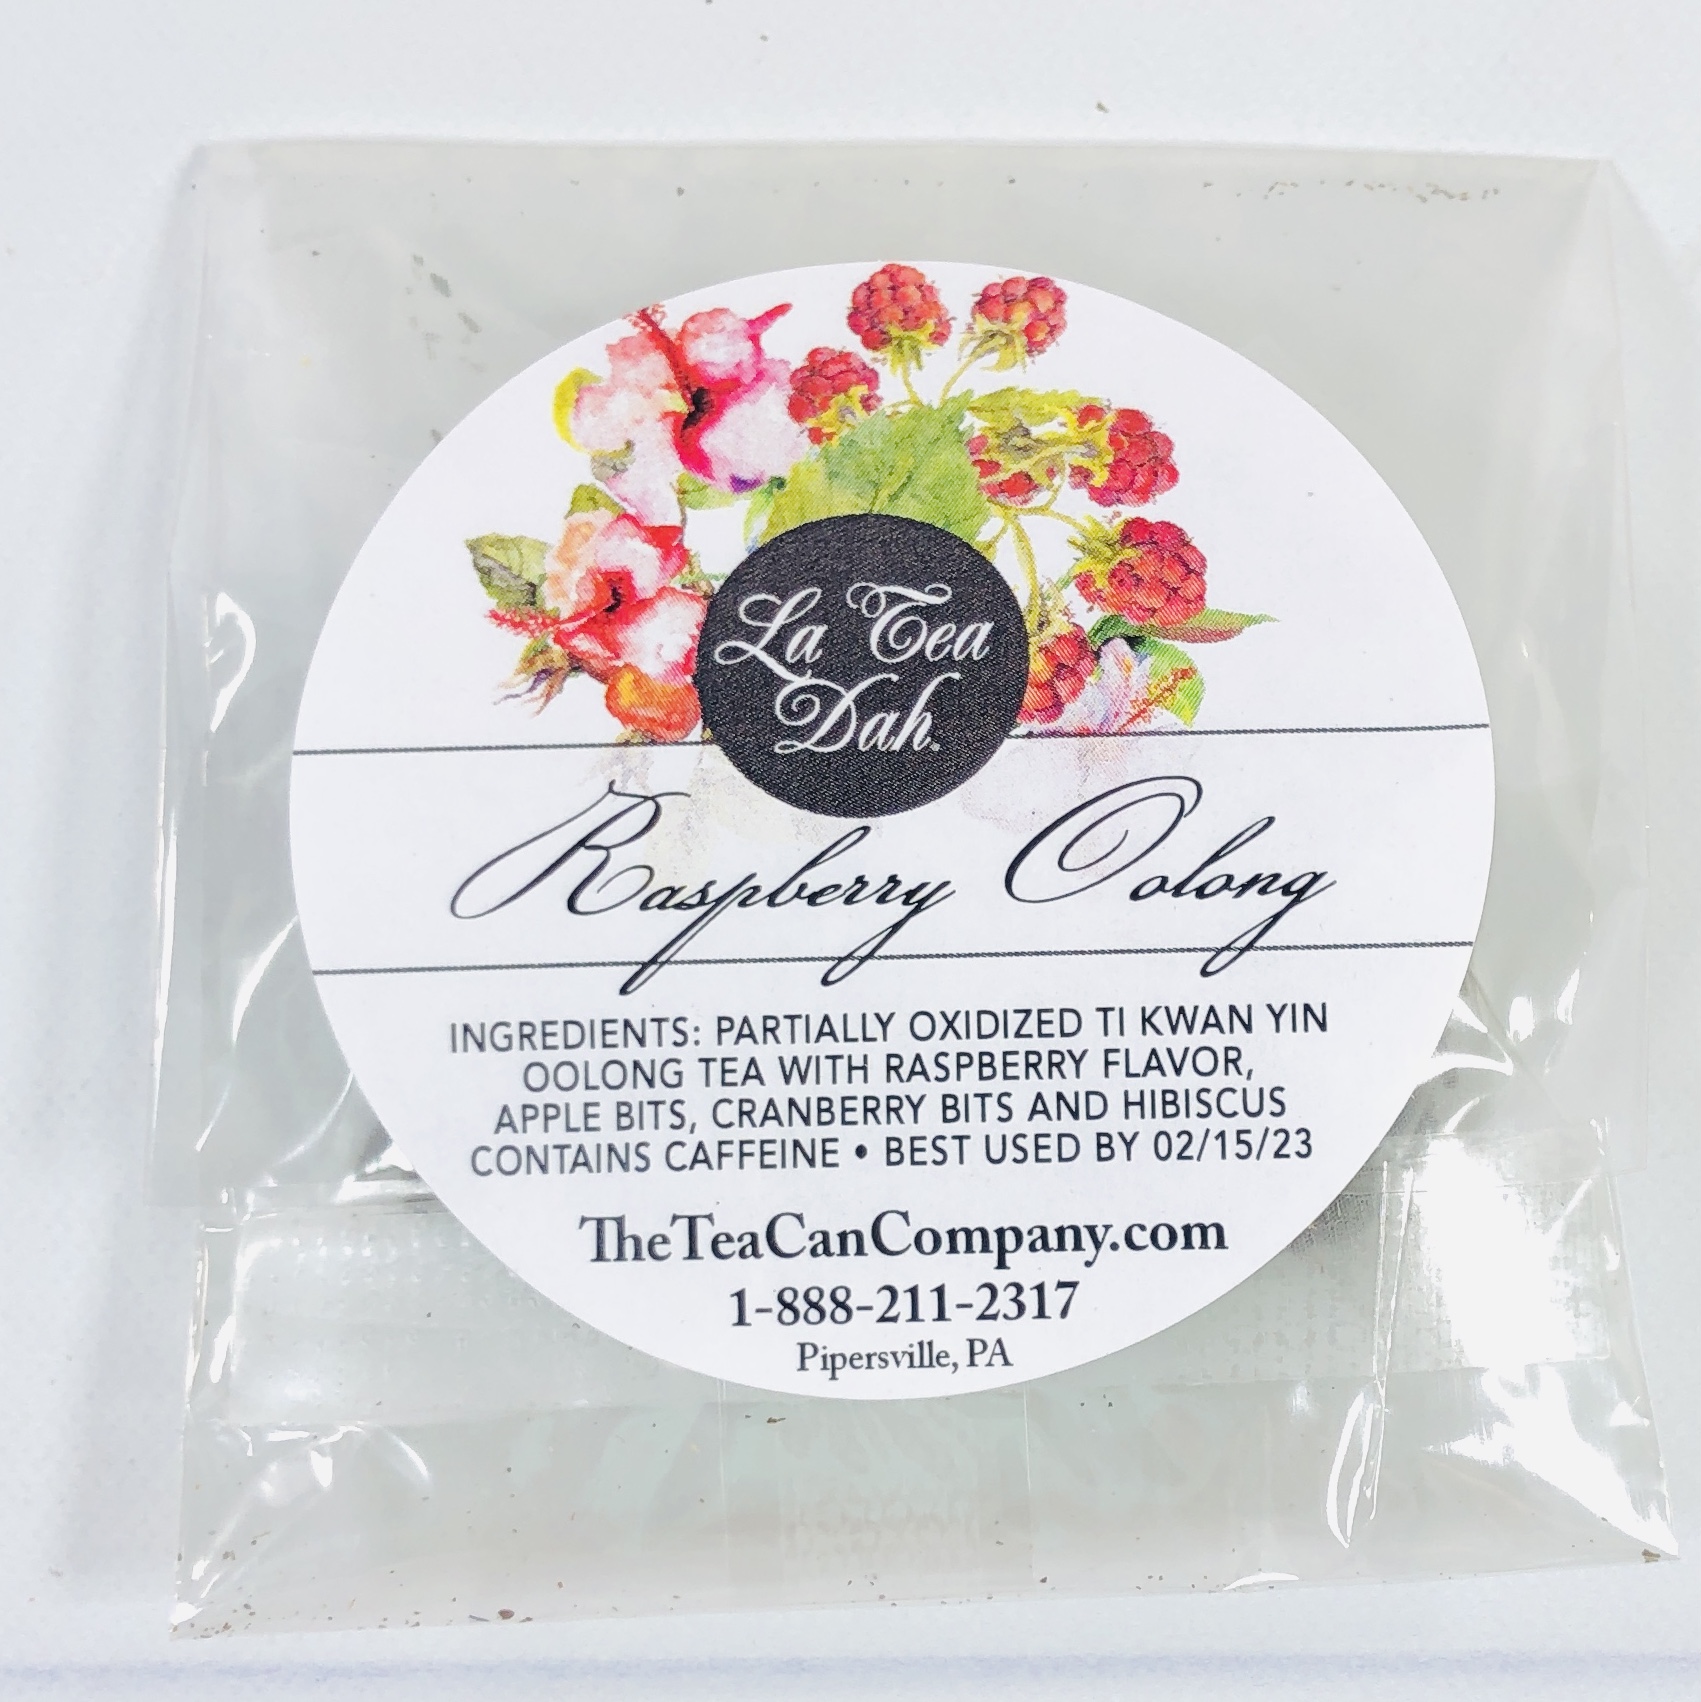 La Tea
Dah.
Raspberry Oolong
INGREDIENTS: PARTIALLY OXIDIZED TI KWAN YIN
OOLONG TEA WITH RASPBERRY FLAVOR,
APPLE BITS, CRANBERRY BITS AND HIBISCUS
CONTAINS CAFFEINE • BEST USED BY 02/15/23
TheTeaCanCompany.com
1-888-211-2317
Pipersville, PA